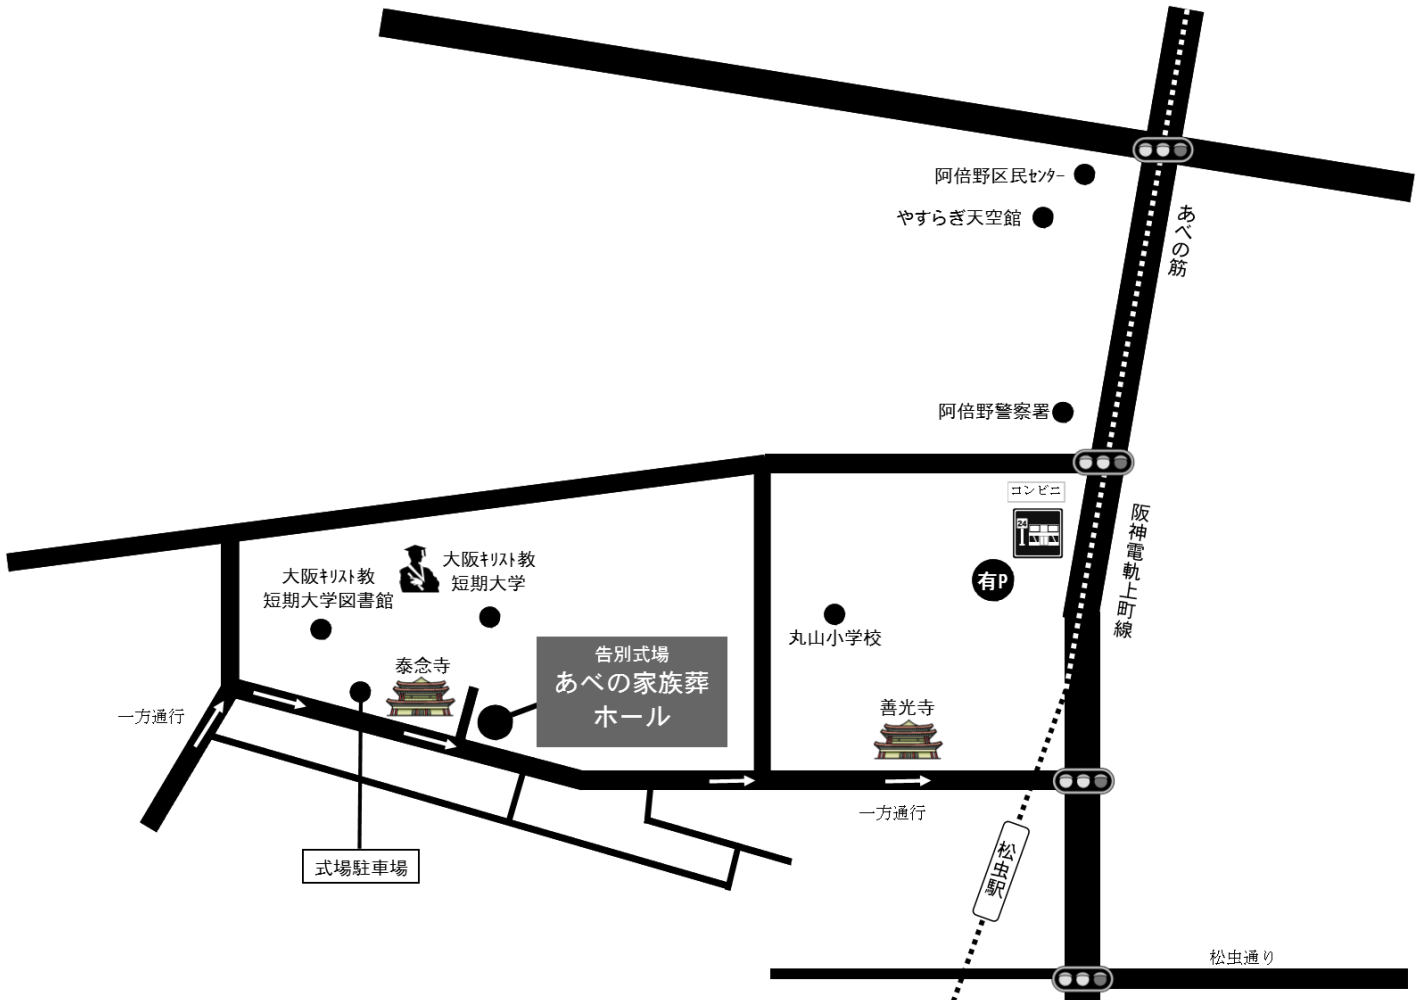 阿倍野区民ｾﾝﾀｰ
やすらぎ天空館
あべの筋
阿倍野警察署
コンビニ
24
阪神電軌上町線
有P
大阪ｷﾘｽﾄ教
短期大学
大阪ｷﾘｽﾄ教
短期大学図書館
丸山小学校
告別式場
あべの家族葬
ホール
泰念寺
善光寺
一方通行
一方通行
松虫駅
式場駐車場
松虫通り